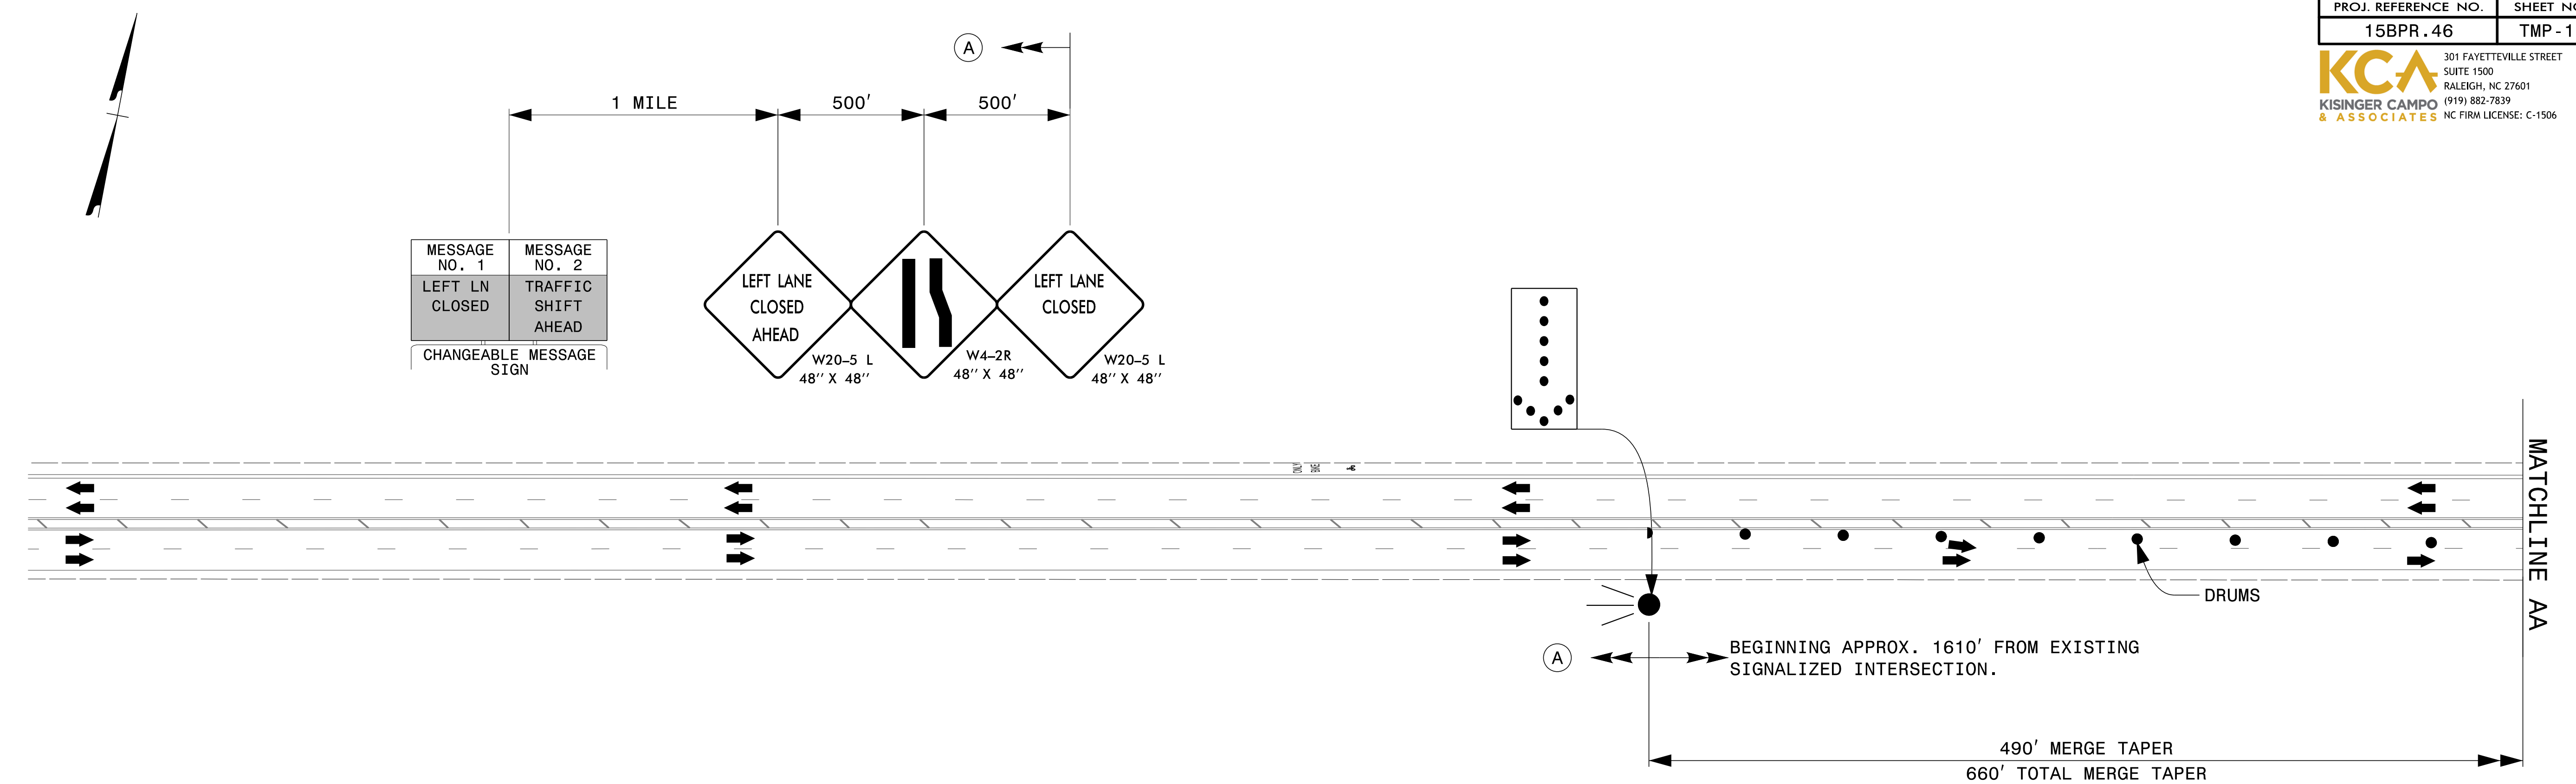 PROJ. REFERENCE NO.
15BPR.46
TMP-1
KCA
KISINGER CAMPO
& ASSOCIATES
301 FAYETTEVILLE STREET
SUITE 1500
RALEIGH, NC 27601
(919) 882-7839
NC FIRM LICENSE: C-1506
A
1 MILE
500'
500'
MESSAGE
NO. 1
LEFT LN
CLOSED
MESSAGE
NO. 2
TRAFFIC
SHIFT
AHEAD
CHANGEABLE MESSAGE
SIGN
LEFT LANE
CLOSED
AHEAD
W20-5 L
48'' X 48''
W4-2R
48'' X 48''
LEFT LANE
CLOSED
W20-5 L
48'' X 48''
ONLY
MATCHLINE AA
DRUMS
A
BEGINNING APPROX. 1610' FROM EXISTING
SIGNALIZED INTERSECTION.
490' MERGE TAPER
660' TOTAL MERGE TAPER